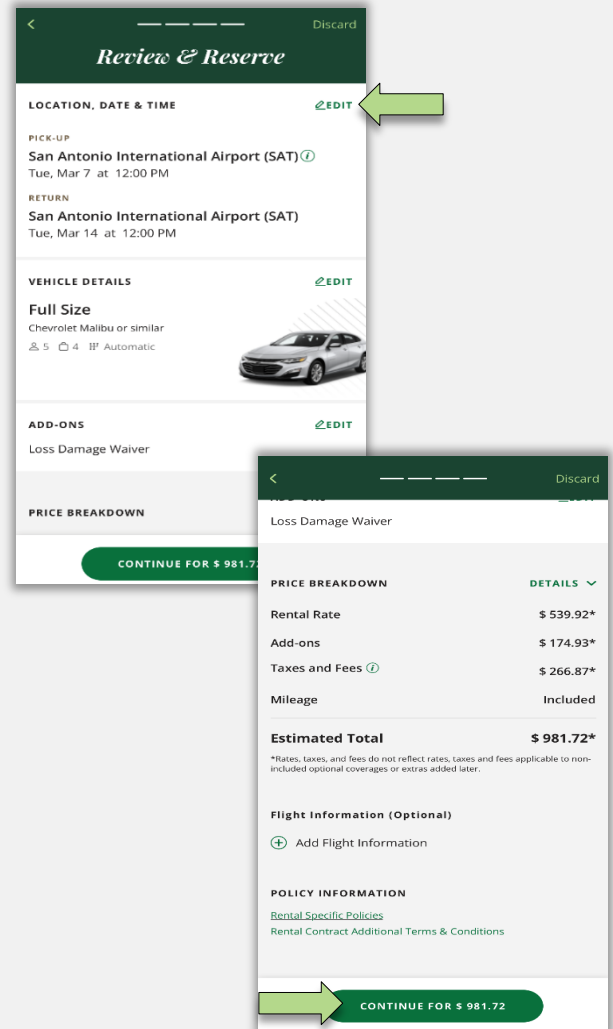 Discard
Review & Reserve
LOCATION, DATE & TIME EDIT
PICK-UP
San Antonio International Airport (SAT)
Tue, Mar 7 at 12:00 PM
RETURN
San Antonio International Airport (SAT)
Tue, Mar 14 at 12:00 PM
VEHICLE DETAILS EDIT
Full Size
Chevrolet Malibu or similar
5 4 Automatic
ADD-ONS EDIT
Loss Damage Waiver
PRICE BREAKDOWN
CONTINUE FOR $ 981.7
Discard
Loss Damage Waiver
PRICE BREAKDOWN DETAILS
Rental Rate $ 539.92*
Add-ons $ 174.93*
Taxes and Fees $ 266.87*
Mileage Included
Estimated Total $ 981.72*
*Rates, taxes, and fees do not reflect rates, taxes and fees applicable to non-
included optional coverages or extras added later.
Flight Information (Optional)
Add Flight Information
POLICY INFORMATION
Rental Specific Policies
Rental Contract Additional Terms & Conditions
CONTINUE FOR $ 981.72